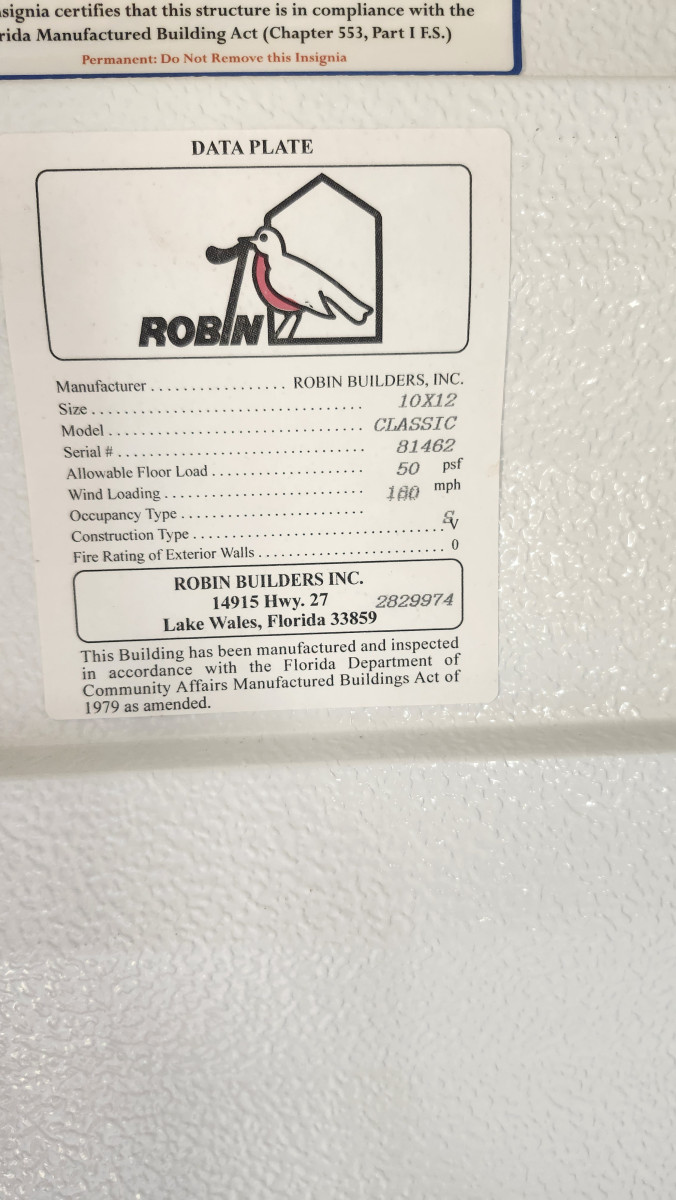 signia certifies that this structure is in compliance with the
rida Manufactured Building Act (Chapter 553, Part I F.S.)
Permanent: Do Not Remove this Insignia
DATA PLATE
ROBIN
Manufacturer ................ ROBIN BUILDERS, INC.
Size ................................. 10X12
Model ............................... CLASSIC
Serial # .............................. 81462
Allowable Floor Load ................... 50 psf
Wind Loading ........................ mph
Occupancy Type ...................... S
Construction Type ............................... V
Fire Rating of Exterior Walls ....................... 0
ROBIN BUILDERS INC.
14915 Hwy. 27 2829974
Lake Wales, Florida 33859
This Building has been manufactured and inspected
in accordance with the Florida Department of
Community Affairs Manufactured Buildings Act of
1979 as amended.